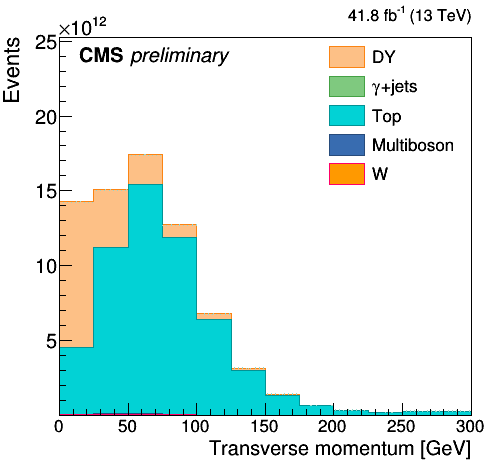 41.8 fb⁻¹ (13 TeV)
×10¹²
CMS preliminary
Events
DY
γ+jets
Top
Multiboson
W
25
20
15
10
5
0 50 100 150 200 250 300
Transverse momentum [GeV]